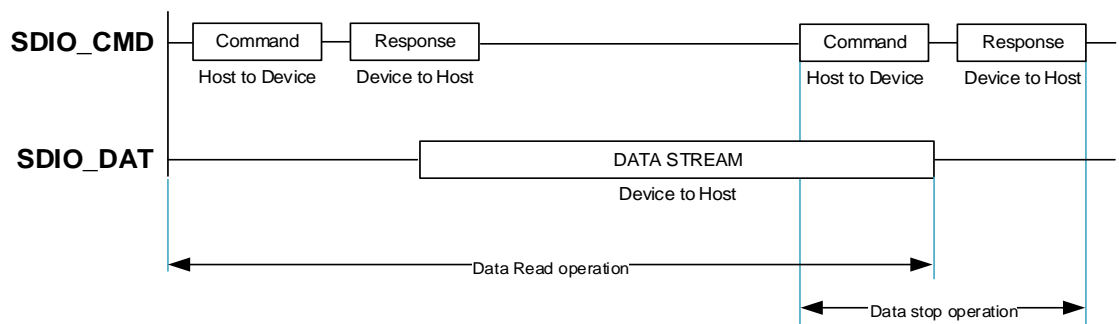 SDIO_CMD
Command
Response
Command
Response
Host to Device
Device to Host
Host to Device
Device to Host
SDIO_DAT
DATA STREAM
Device to Host
Data Read operation
Data stop operation